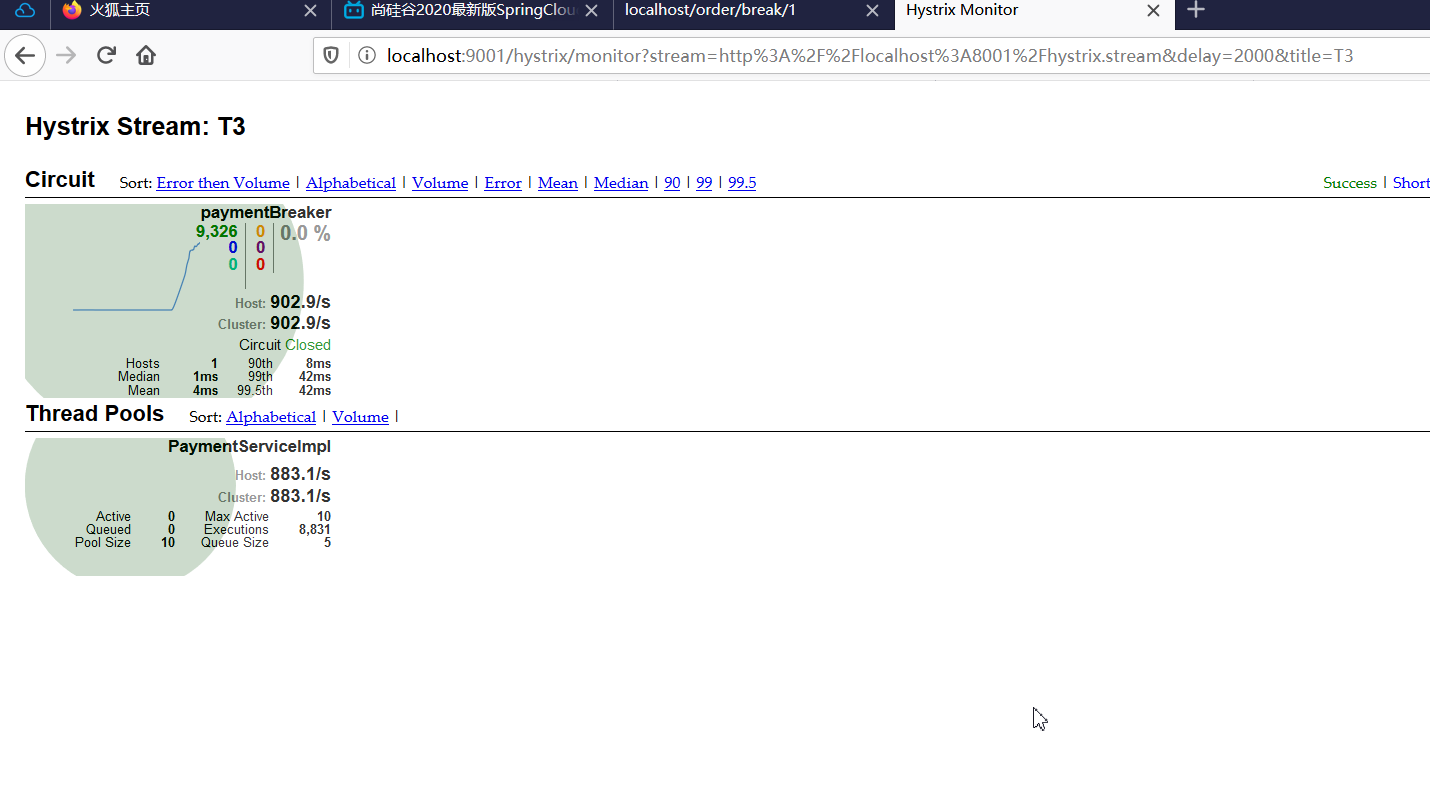 火狐主页
尚硅谷2020最新版SpringClou
localhost/order/break/1
Hystrix Monitor
localhost:9001/hystrix/monitor?stream=http%3A%2F%2Flocalhost%3A8001%2Fhystrix.stream&delay=2000&title=T3
Hystrix Stream: T3
Circuit Sort: Error then Volume | Alphabetical | Volume | Error | Mean | Median | 90 | 99 | 99.5 Success | Short
paymentBreaker
9,326 0 0.0 %
0 0
0 0
Host: 902.9/s
Cluster: 902.9/s
Circuit Closed
Hosts 1 90th 8ms
Median 1ms 99th 42ms
Mean 4ms 99.5th 42ms
Thread Pools Sort: Alphabetical | Volume |
PaymentServiceImpl
Host: 883.1/s
Cluster: 883.1/s
Active 0 Max Active 10
Queued 0 Executions 8,831
Pool Size 10 Queue Size 5